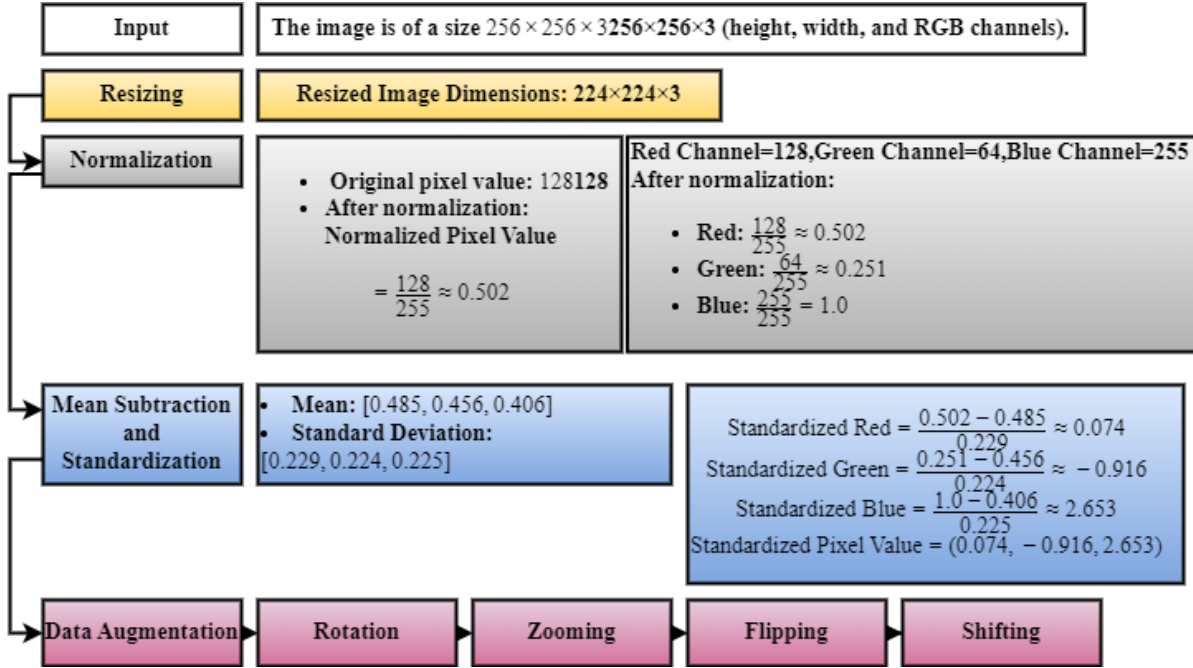 Input
The image is of a size 256 × 256 × 3256×256×3 (height, width, and RGB channels).
Resizing
Resized Image Dimensions: 224×224×3
Normalization
• Original pixel value: 128128
• After normalization:
Normalized Pixel Value
= 128/255 ≈ 0.502
Red Channel=128,Green Channel=64,Blue Channel=255
After normalization:
• Red: 128/255 ≈ 0.502
• Green: 64/255 ≈ 0.251
• Blue: 255/255 = 1.0
Mean Subtraction
and
Standardization
• Mean: [0.485, 0.456, 0.406]
• Standard Deviation:
[0.229, 0.224, 0.225]
Standardized Red = 0.502 − 0.485/0.229 ≈ 0.074
Standardized Green = 0.251 − 0.456/0.224 ≈ − 0.916
Standardized Blue = 1.0 − 0.406/0.225 ≈ 2.653
Standardized Pixel Value = (0.074, − 0.916, 2.653)
Data Augmentation
Rotation
Zooming
Flipping
Shifting